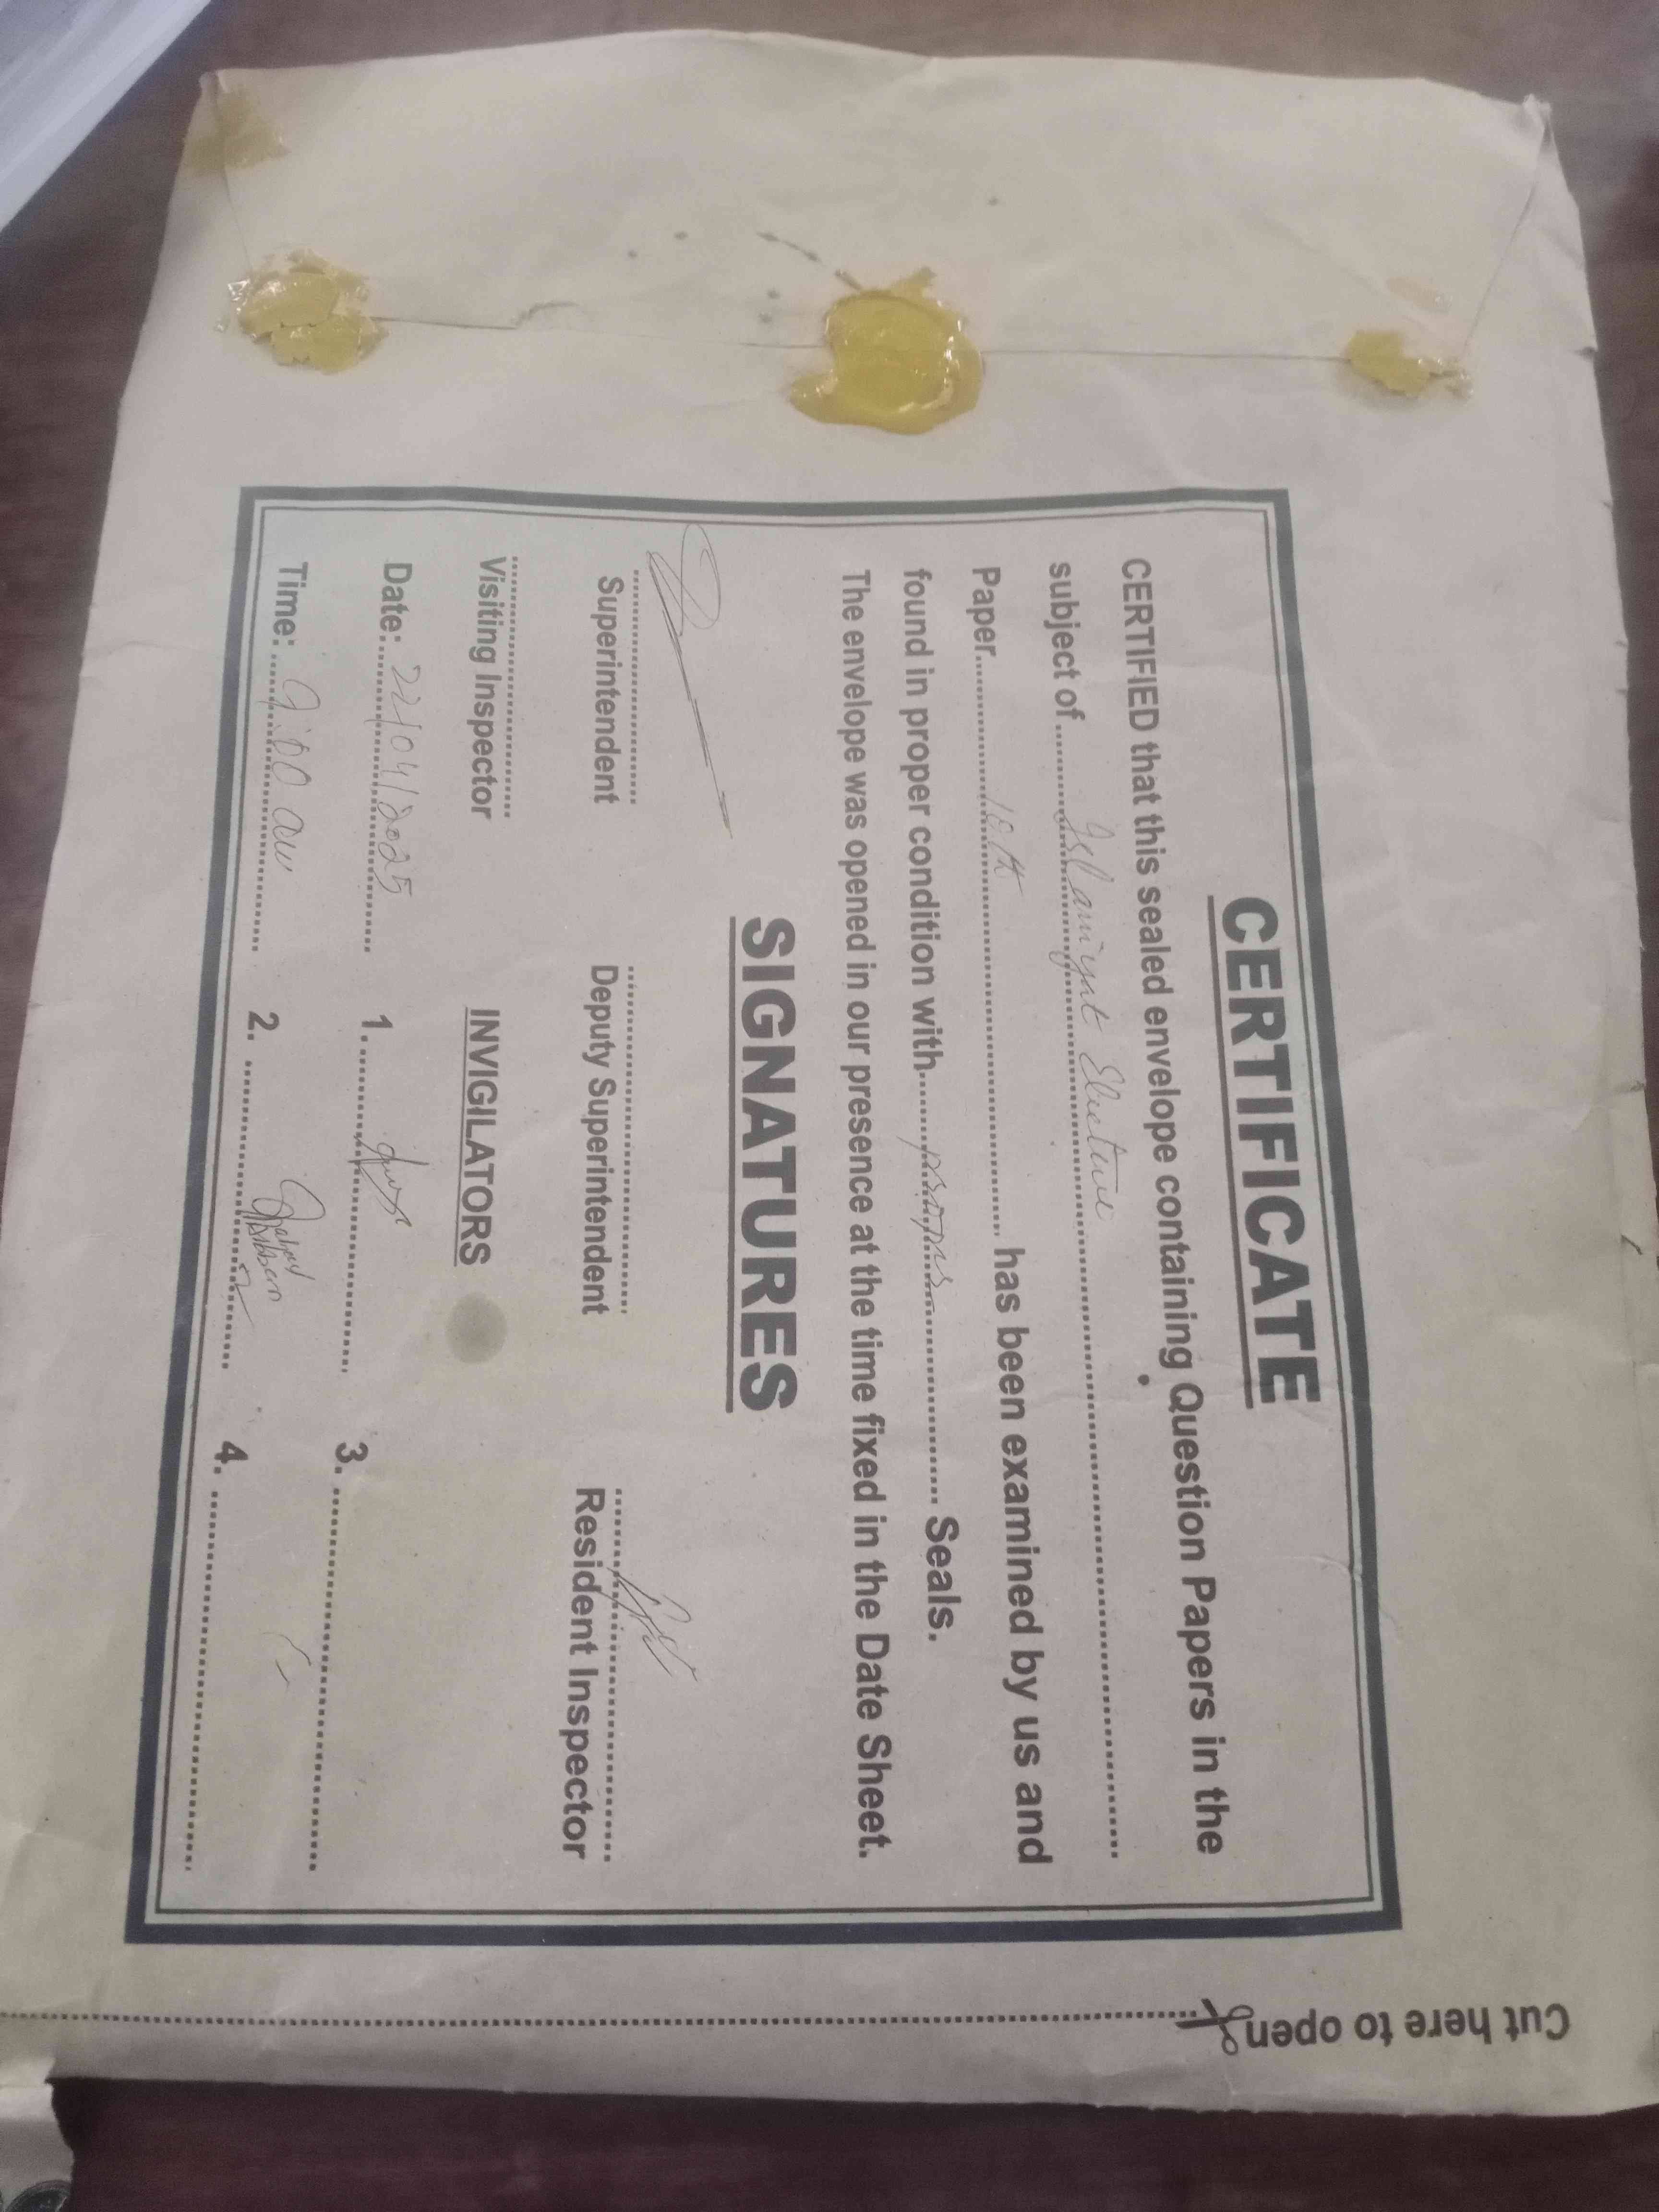 CERTIFICATE
CERTIFIED that this sealed envelope containing Question Papers in the
subject of Islamiyat Elective
Paper 10th has been examined by us and
found in proper condition with Seals.
The envelope was opened in our presence at the time fixed in the Date Sheet.
SIGNATURES
Superintendent Deputy Superintendent Resident Inspector
Visiting Inspector INVIGILATORS
Date: 22/04/2025 1. 3.
Time: 9:00 am 2. 4.
Cut here to open